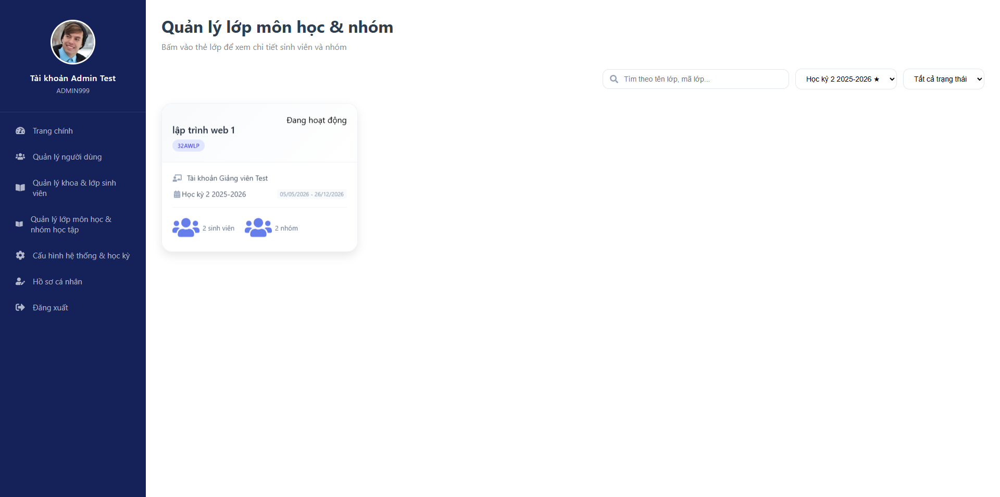 Tài khoản Admin Test
ADMIN999
Trang chính
Quản lý người dùng
Quản lý khoa & lớp sinh
viên
Quản lý lớp môn học &
nhóm học tập
Cấu hình hệ thống & học kỳ
Hồ sơ cá nhân
Đăng xuất
Quản lý lớp môn học & nhóm
Bấm vào thẻ lớp để xem chi tiết sinh viên và nhóm
Tìm theo tên lớp, mã lớp...
Học kỳ 2 2025-2026 ★
Tất cả trạng thái
Đang hoạt động
lập trình web 1
32AWLP
Tài khoản Giảng viên Test
Học kỳ 2 2025-2026
05/05/2026 - 26/12/2026
2 sinh viên
2 nhóm